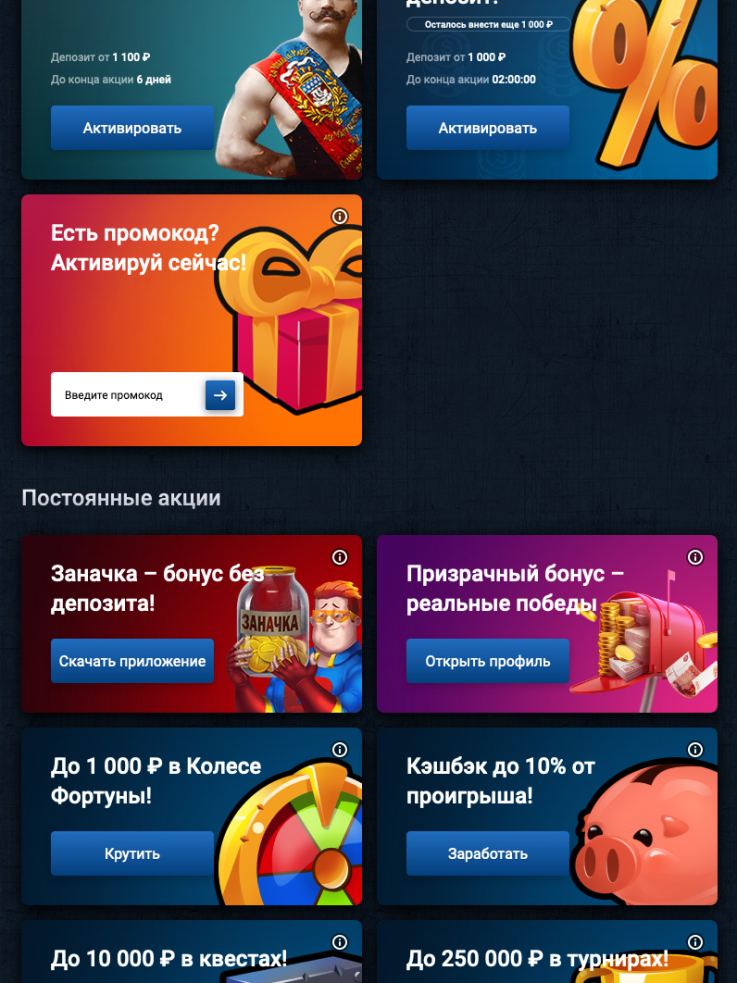 Осталось внести еще 1 000 ₽
Депозит от 1 100 ₽
До конца акции 6 дней
Активировать
Депозит от 1 000 ₽
До конца акции 02:00:00
Активировать
Есть промокод?
Активируй сейчас!
Введите промокод
Постоянные акции
Заначка – бонус без
депозита!
ЗАНАЧКА
Скачать приложение
Призрачный бонус –
реальные победы
Открыть профиль
До 1 000 ₽ в Колесе
Фортуны!
Крутить
Кэшбэк до 10% от
проигрыша!
Заработать
До 10 000 ₽ в квестах!
До 250 000 ₽ в турнирах!